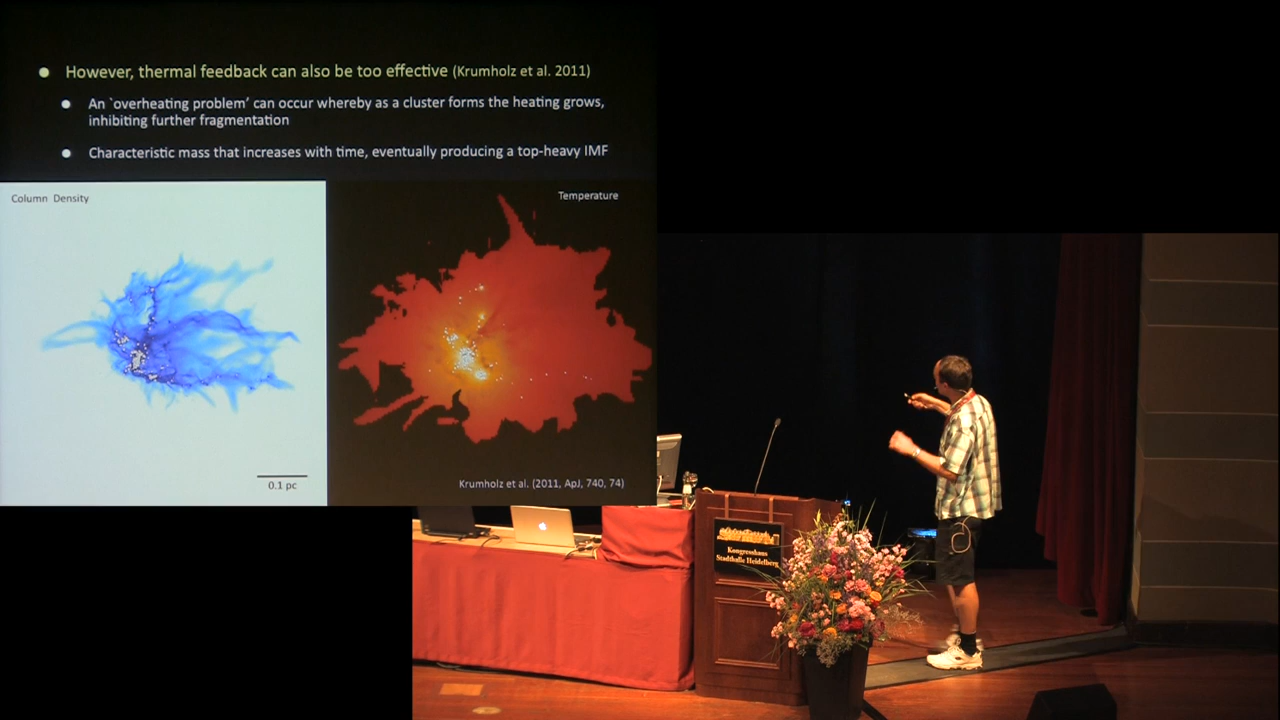 However, thermal feedback can also be too effective (Krumholz et al. 2011)
An `overheating problem' can occur whereby as a cluster forms the heating grows,
inhibiting further fragmentation
Characteristic mass that increases with time, eventually producing a top-heavy IMF
Column Density
Temperature
0.1 pc
Krumholz et al. (2011, ApJ, 740, 74)
Kongresshaus
Stadthalle Heidelberg